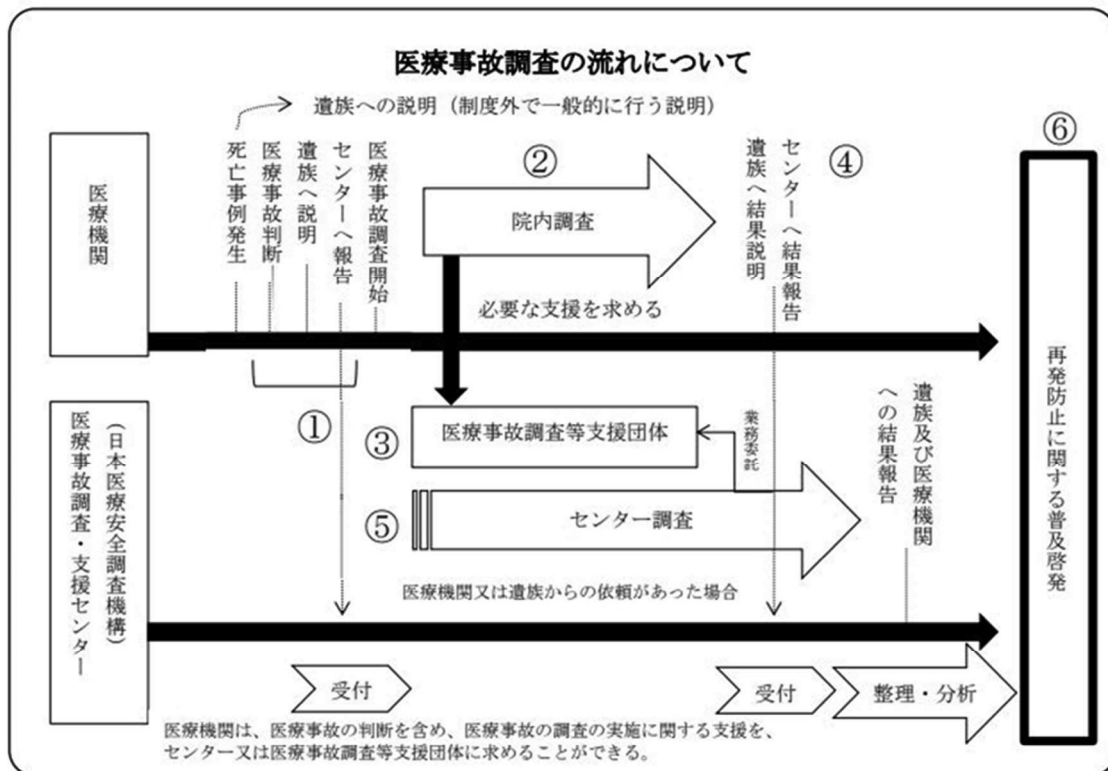 医療事故調査の流れについて
遺族への説明（制度外で一般的に行う説明）
医療機関
死亡事例発生
医療事故判断
遺族へ説明
センターへ報告
医療事故調査開始
②
院内調査
必要な支援を求める
センターへ結果報告
遺族へ結果説明
④
⑥
再発防止に関する普及啓発
(日本医療安全調査機構)
医療事故調査・支援センター
①
③
医療事故調査等支援団体
業務委託
⑤
センター調査
遺族及び医療機関
への結果報告
医療機関又は遺族からの依頼があった場合
受付
受付
整理・分析
医療機関は、医療事故の判断を含め、医療事故の調査の実施に関する支援を、
センター又は医療事故調査等支援団体に求めることができる。